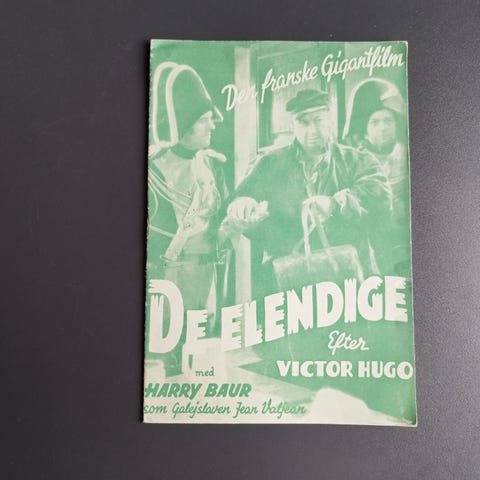 Den franske Gigantfilm
DE ELENDIGE
Efter
VICTOR HUGO
med
HARRY BAUR
som Galejslaven Jean Valjean